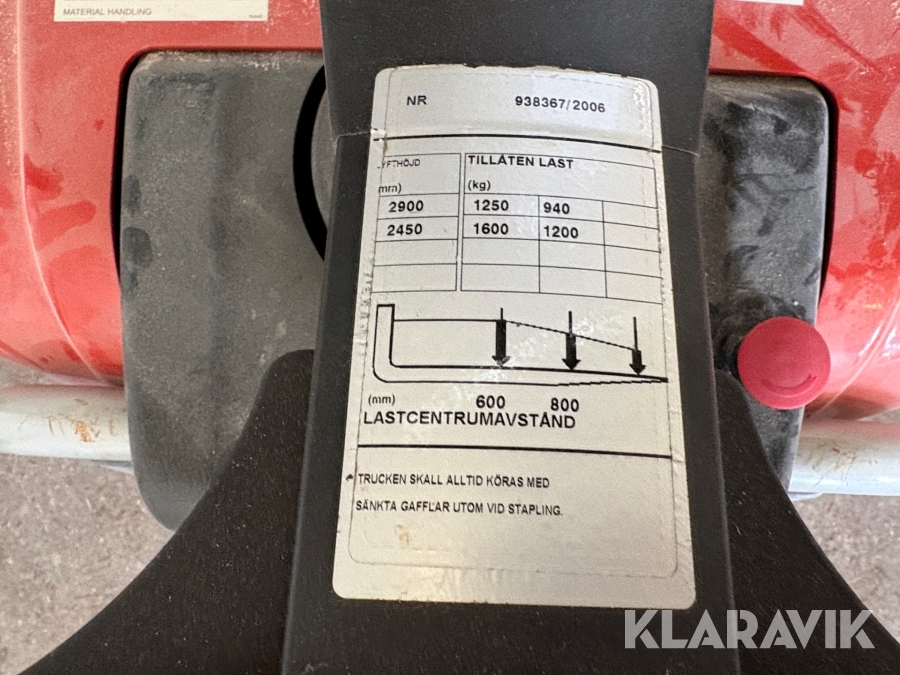 MATERIAL HANDLING
NR 938367/2006
YFTHÖJD TILLÅTEN LAST
mm) (kg)
2900 1250 940
2450 1600 1200
(mm) 600 800
LASTCENTRUMAVSTÅND
TRUCKEN SKALL ALLTID KÖRAS MED
SÄNKTA GAFFLAR UTOM VID STAPLING.
KLARAVIK